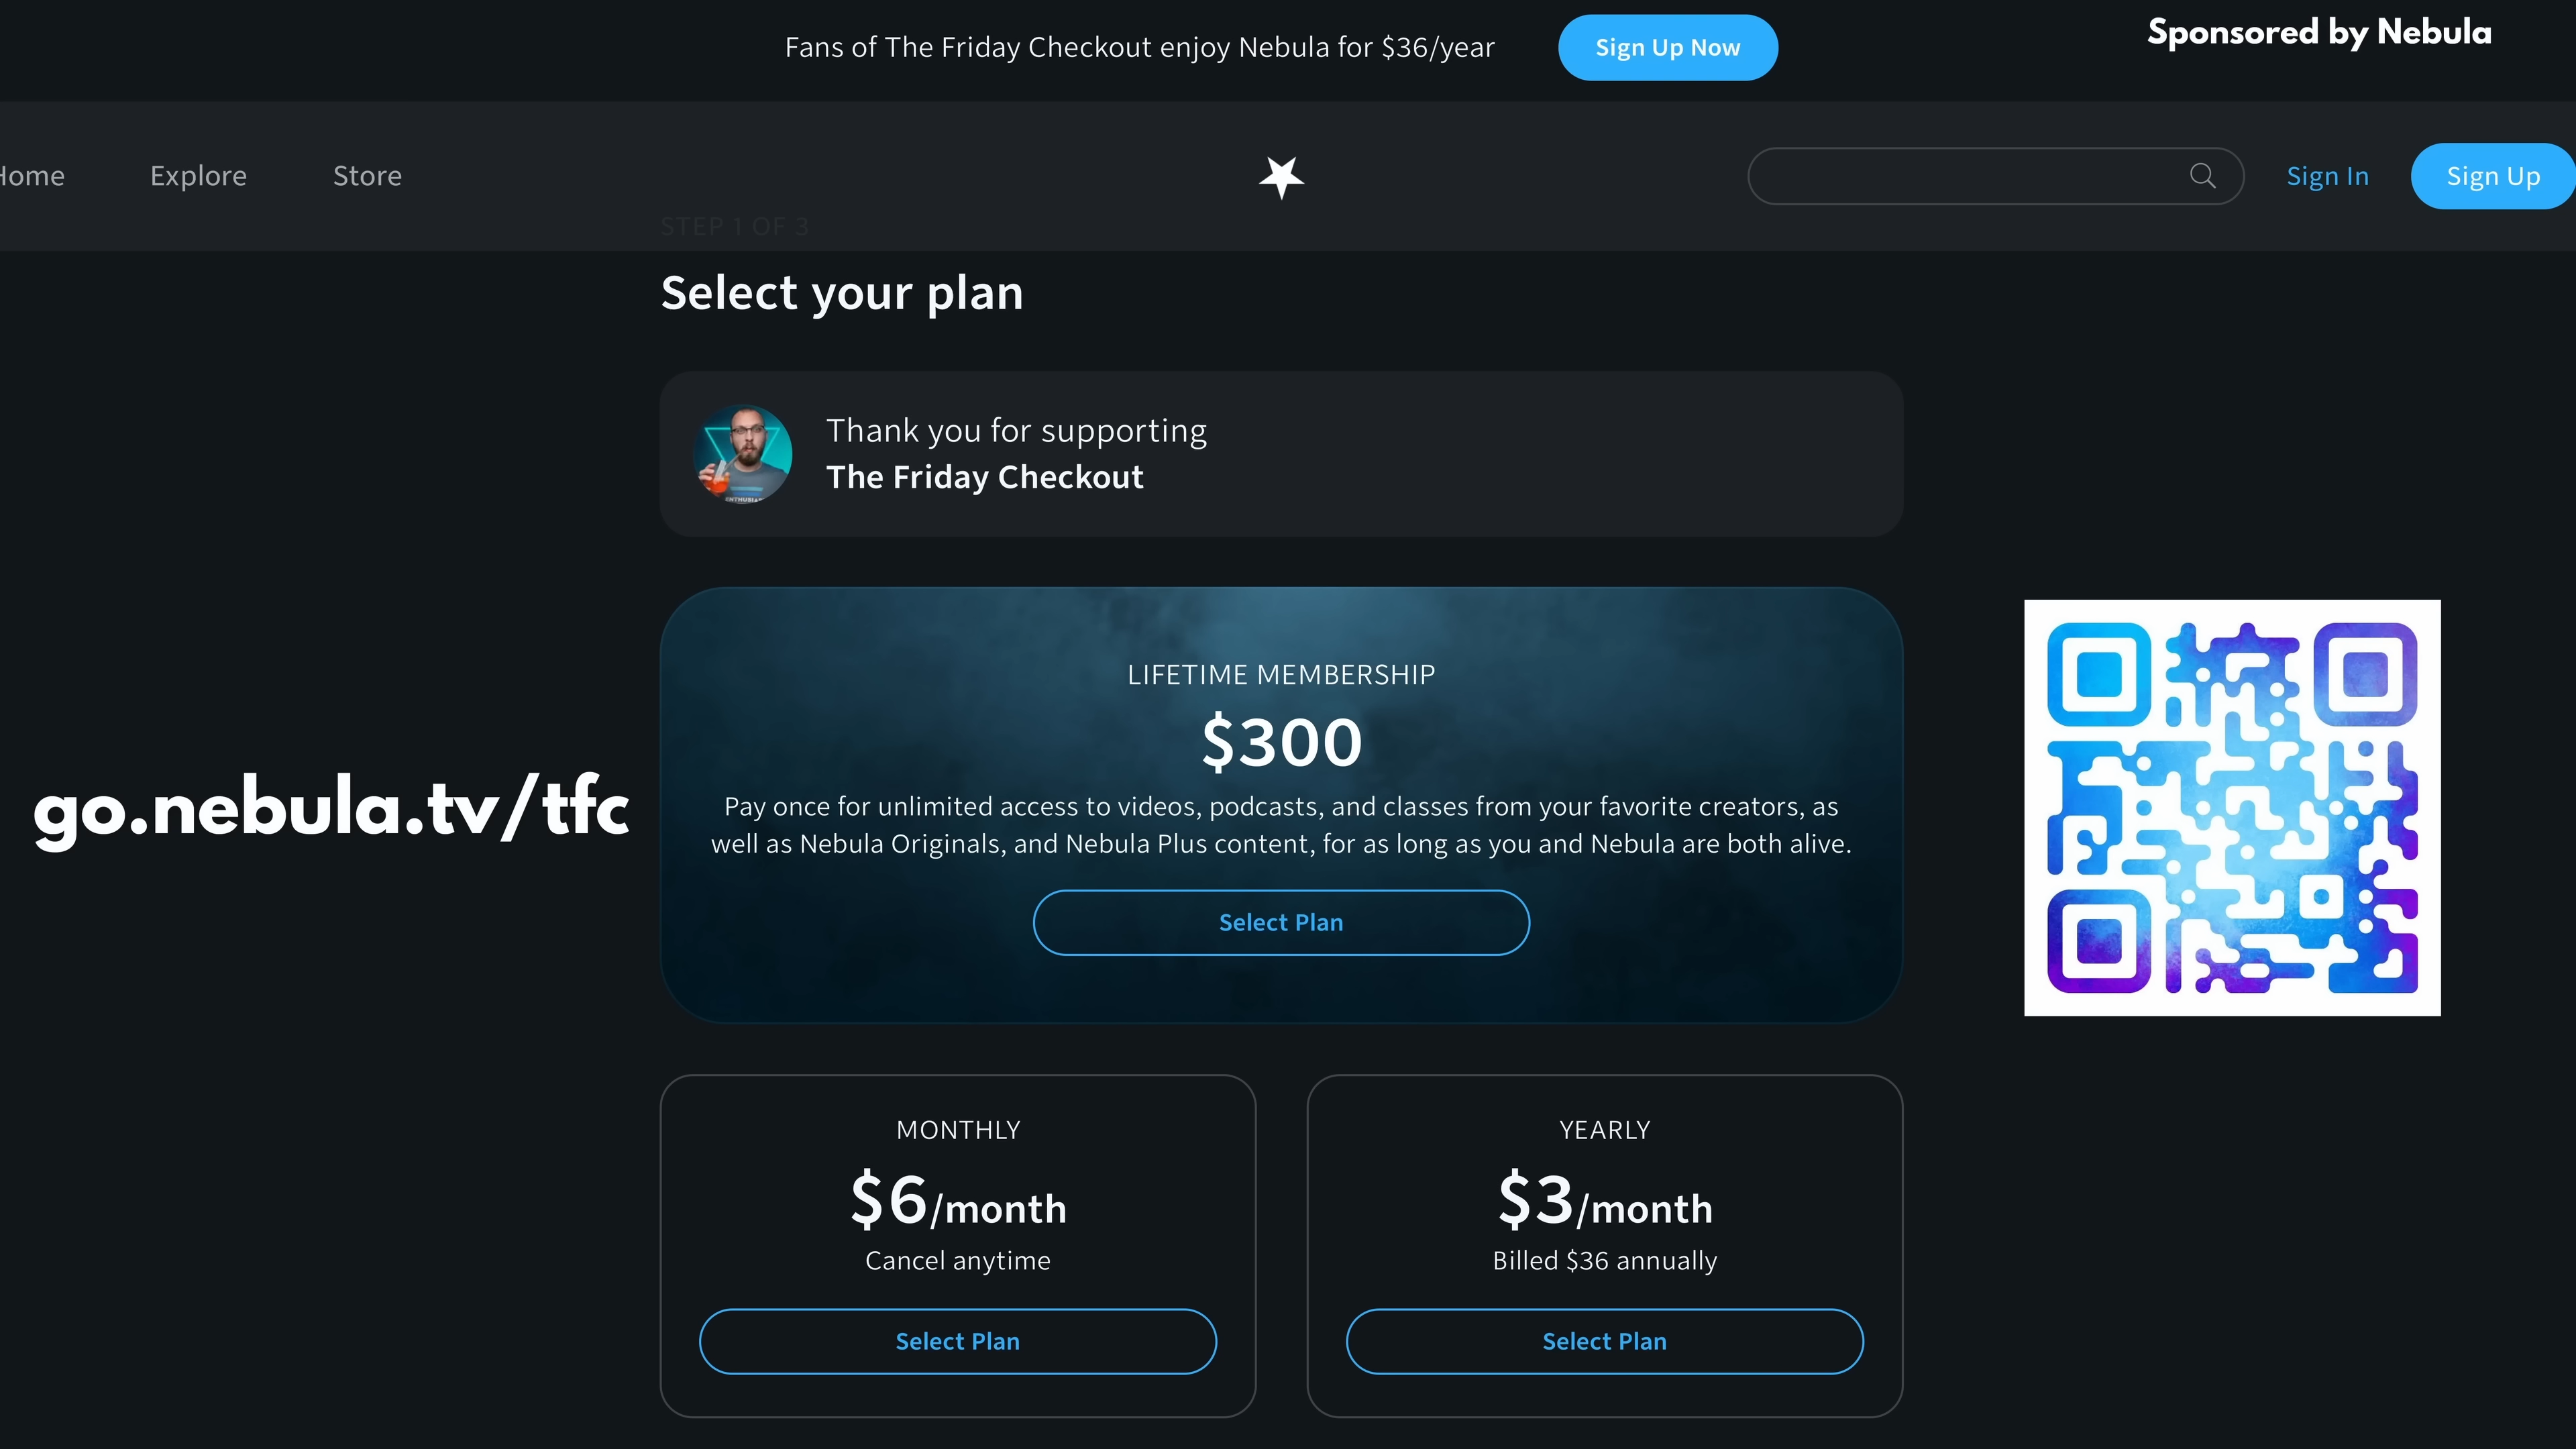 Fans of The Friday Checkout enjoy Nebula for $36/year
Sign Up Now
Sponsored by Nebula
Home
Explore
Store
Sign In
Sign Up
STEP 1 OF 3
Select your plan
Thank you for supporting
The Friday Checkout
LIFETIME MEMBERSHIP
$300
Pay once for unlimited access to videos, podcasts, and classes from your favorite creators, as
well as Nebula Originals, and Nebula Plus content, for as long as you and Nebula are both alive.
Select Plan
go.nebula.tv/tfc
MONTHLY
$6/month
Cancel anytime
Select Plan
YEARLY
$3/month
Billed $36 annually
Select Plan